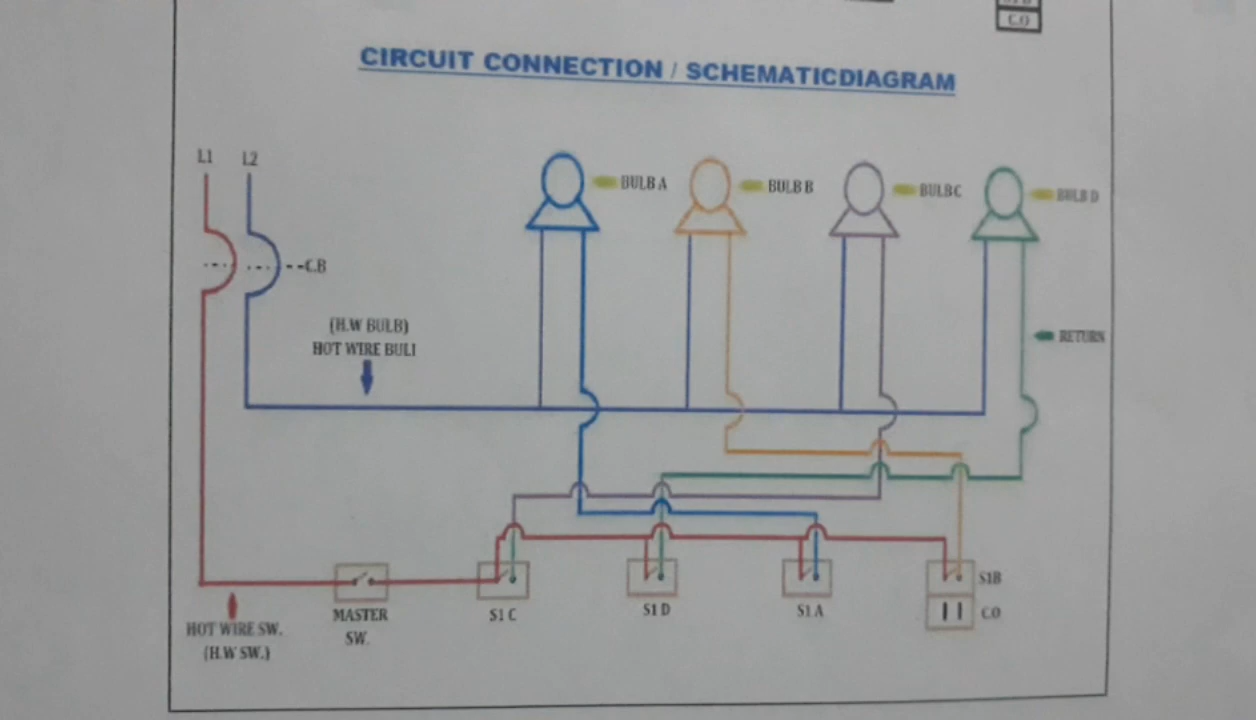 C.O
CIRCUIT CONNECTION / SCHEMATICDIAGRAM
L1 L2
BULB A
BULB B
BULB C
BULB D
--C.B
(H.W BULB)
HOT WIRE BULI
RETURN
S1 C
S1 D
S1 A
S1B
C.O
MASTER
SW.
HOT WIRE SW.
(H.W SW.)